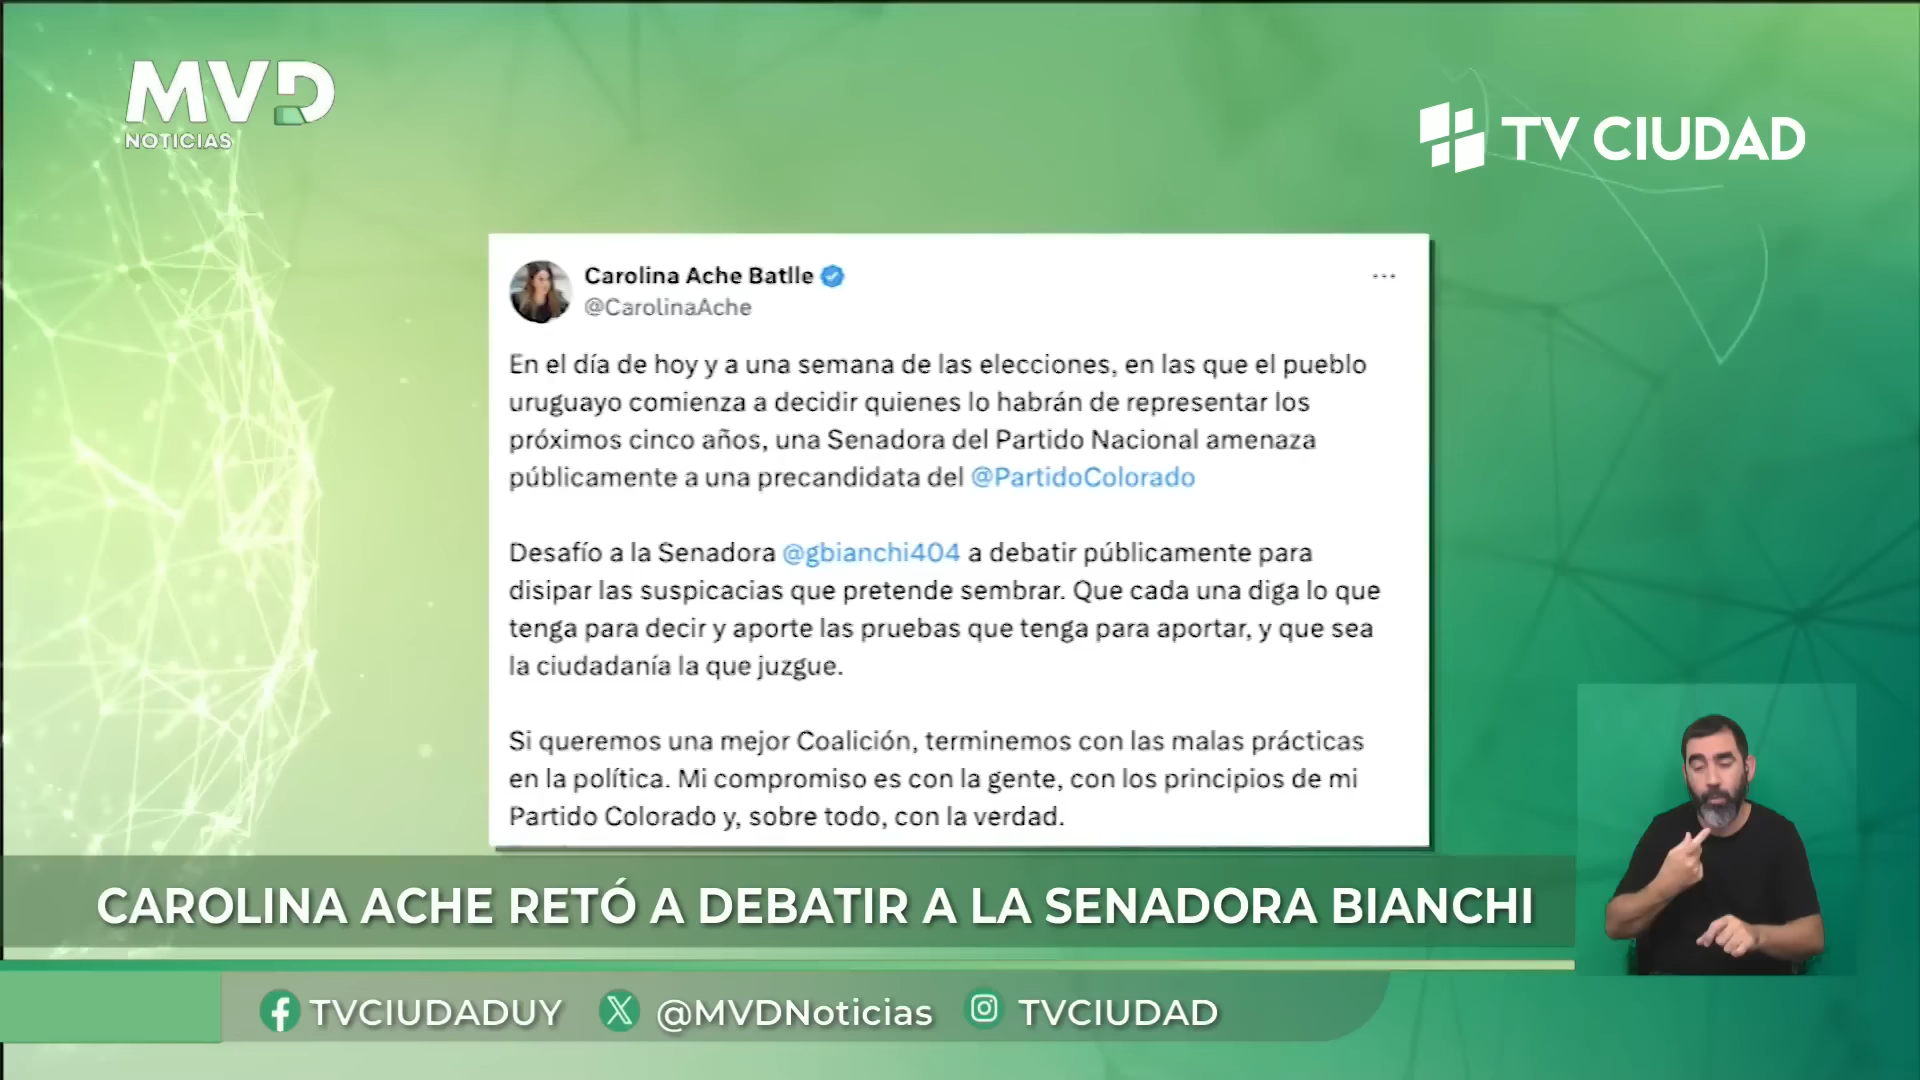 MVD
NOTICIAS
TV CIUDAD
Carolina Ache Batlle
@CarolinaAche
En el día de hoy y a una semana de las elecciones, en las que el pueblo
uruguayo comienza a decidir quienes lo habrán de representar los
próximos cinco años, una Senadora del Partido Nacional amenaza
públicamente a una precandidata del @PartidoColorado
Desafío a la Senadora @gbianchi404 a debatir públicamente para
disipar las suspicacias que pretende sembrar. Que cada una diga lo que
tenga para decir y aporte las pruebas que tenga para aportar, y que sea
la ciudadanía la que juzgue.
Si queremos una mejor Coalición, terminemos con las malas prácticas
en la política. Mi compromiso es con la gente, con los principios de mi
Partido Colorado y, sobre todo, con la verdad.
CAROLINA ACHE RETÓ A DEBATIR A LA SENADORA BIANCHI
TVCIUDADUY @MVDNoticias TVCIUDAD